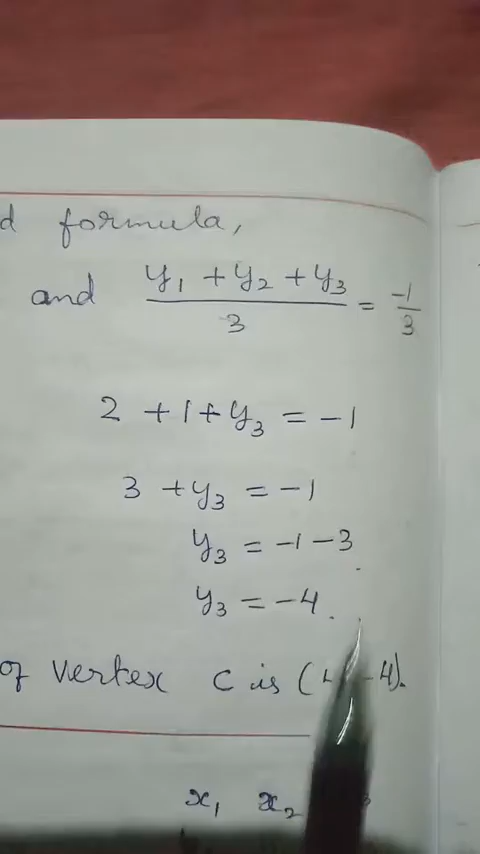 d formula,
and (y₁ + y₂ + y₃)/3 = -1/3
2 + 1 + y₃ = -1
3 + y₃ = -1
y₃ = -1 - 3
y₃ = -4.
of vertex C is ( -4).
x₁ x₂